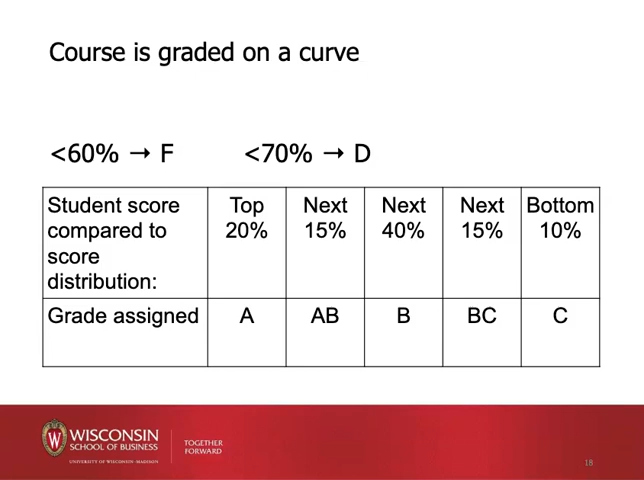 Course is graded on a curve
<60% → F <70% → D
Student score compared to score distribution: Top 20% Next 15% Next 40% Next 15% Bottom 10%
Grade assigned A AB B BC C
W WISCONSIN
SCHOOL OF BUSINESS
UNIVERSITY OF WISCONSIN-MADISON
TOGETHER
FORWARD
18